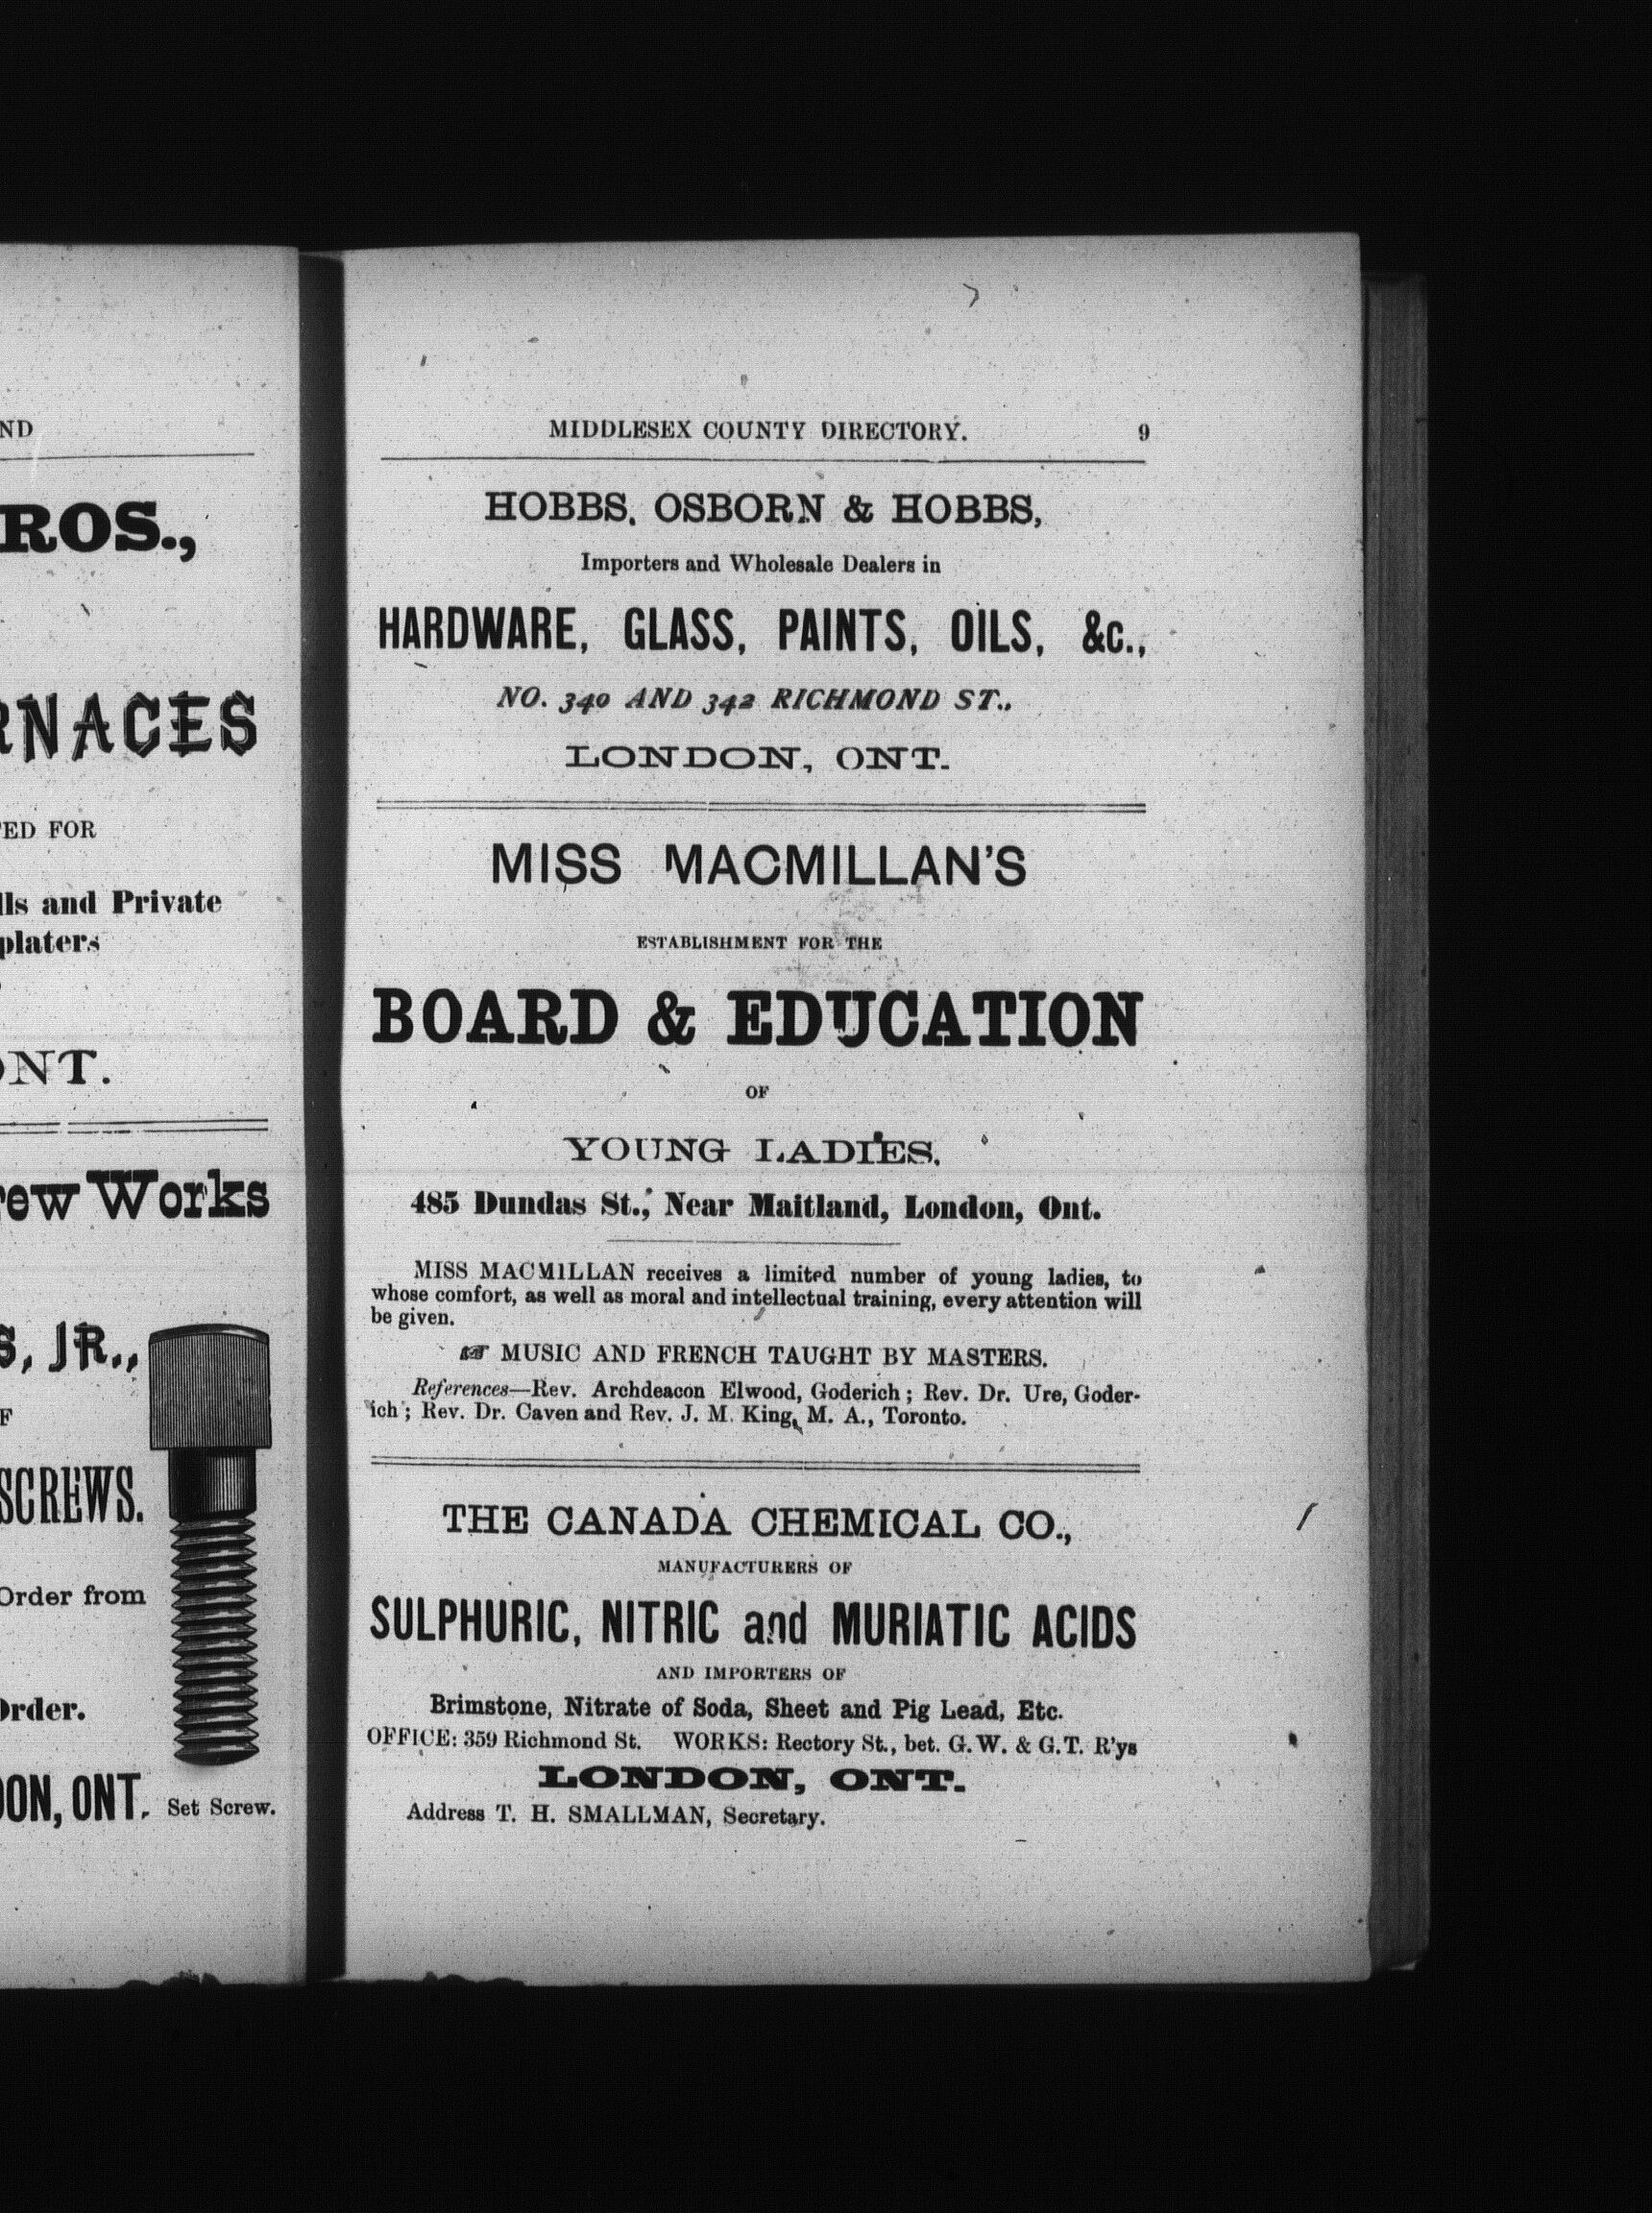 ND
ROS.,
RNACES
ED FOR
lls and Private
platers
ONT.
rew Works
S, JR.,
F
SCREWS.
Order from
Order.
DON, ONT.
Set Screw.
MIDDLESEX COUNTY DIRECTORY. 9
HOBBS, OSBORN & HOBBS,
Importers and Wholesale Dealers in
HARDWARE, GLASS, PAINTS, OILS, &c.,
NO. 340 AND 342 RICHMOND ST.,
LONDON, ONT.
MISS MACMILLAN'S
ESTABLISHMENT FOR THE
BOARD & EDUCATION
OF
YOUNG LADIES.
485 Dundas St., Near Maitland, London, Ont.
MISS MACMILLAN receives a limited number of young ladies, to
whose comfort, as well as moral and intellectual training, every attention will
be given.
☞ MUSIC AND FRENCH TAUGHT BY MASTERS.
References—Rev. Archdeacon Elwood, Goderich; Rev. Dr. Ure, Goder-
ich; Rev. Dr. Caven and Rev. J. M. King, M. A., Toronto.
THE CANADA CHEMICAL CO.,
MANUFACTURERS OF
SULPHURIC, NITRIC and MURIATIC ACIDS
AND IMPORTERS OF
Brimstone, Nitrate of Soda, Sheet and Pig Lead, Etc.
OFFICE: 359 Richmond St. WORKS: Rectory St., bet. G.W. & G.T. R'ys
LONDON, ONT.
Address T. H. SMALLMAN, Secretary.